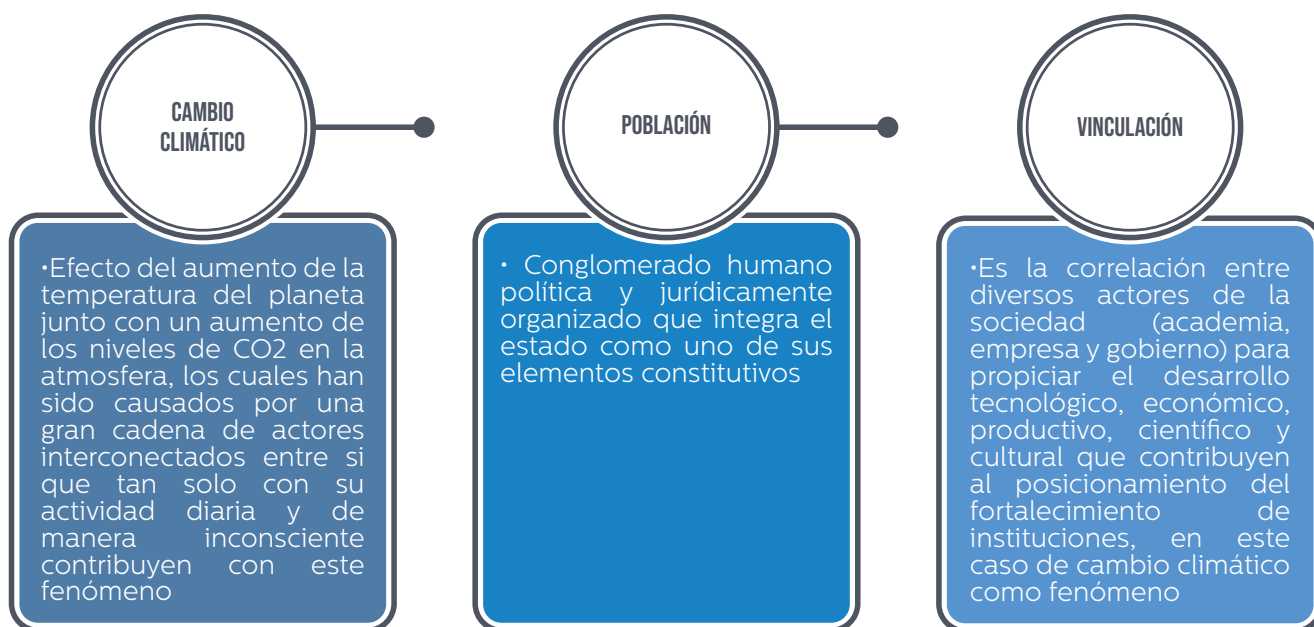 CAMBIO
CLIMÁTICO
•Efecto del aumento de la
temperatura del planeta
junto con un aumento de
los niveles de CO2 en la
atmosfera, los cuales han
sido causados por una
gran cadena de actores
interconectados entre si
que tan solo con su
actividad diaria y de
manera inconsciente
contribuyen con este
fenómeno
POBLACIÓN
• Conglomerado humano
política y jurídicamente
organizado que integra el
estado como uno de sus
elementos constitutivos
VINCULACIÓN
•Es la correlación entre
diversos actores de la
sociedad (academia,
empresa y gobierno) para
propiciar el desarrollo
tecnológico, económico,
productivo, científico y
cultural que contribuyen
al posicionamiento del
fortalecimiento de
instituciones, en este
caso de cambio climático
como fenómeno